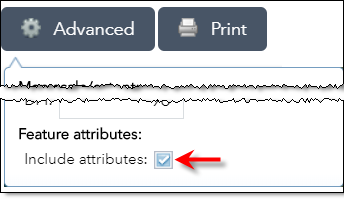 Advanced
Print
Feature attributes:
Include attributes: